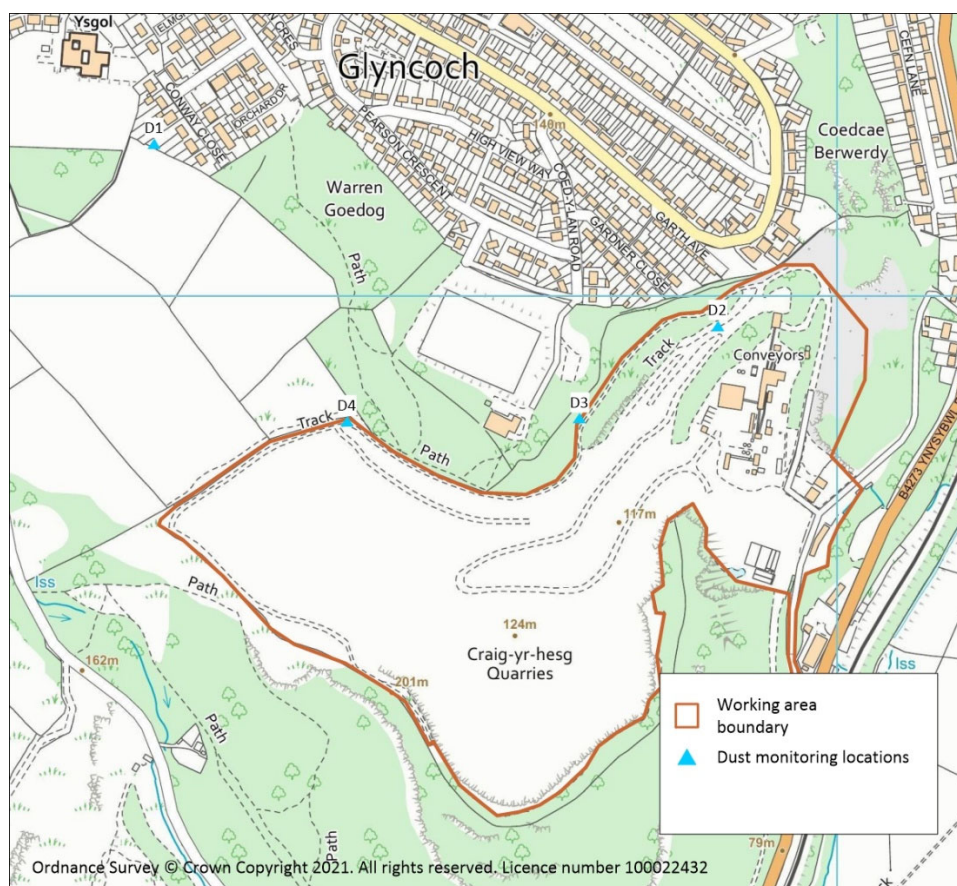 Ysgol
ELMG
CRES
CEFN LANE
Glyncoch
CONWAY CLOSE
ORCHARD DR
D1
140m
PEARSON CRESCENT
HIGH VIEW WAY
Coedcae
Berwerdy
Warren
Goedog
COED-Y-LAN ROAD
GARDNER CLOSE
GARTH AVE
Path
D2
Track
Conveyors
D4
D3
Track
Path
B4273 YNYSYBWL
117m
Iss
Path
124m
Craig-yr-hesg
Quarries
162m
201m
Iss
Path
Working area
boundary
Dust monitoring locations
Path
79m
Ordnance Survey © Crown Copyright 2021. All rights reserved. Licence number 100022432